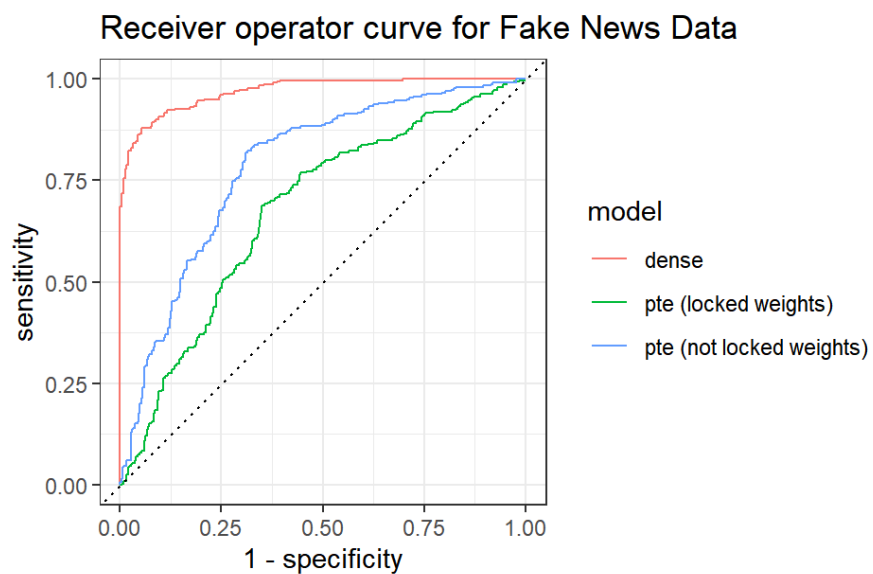 Receiver operator curve for Fake News Data
1.00
0.75
0.50
0.25
0.00
sensitivity
0.00 0.25 0.50 0.75 1.00
1 - specificity
model
dense
pte (locked weights)
pte (not locked weights)